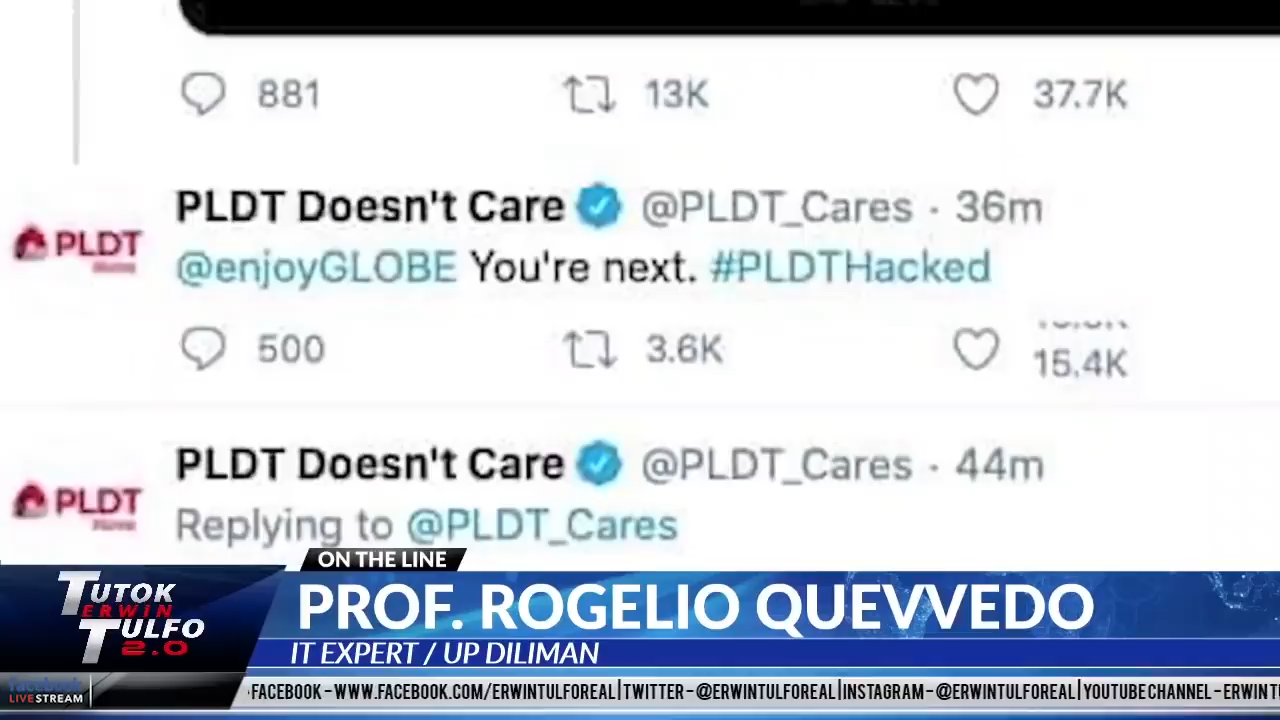 881 13K 37.7K
PLDT Doesn't Care @PLDT_Cares · 36m
PLDT
@enjoyGLOBE You're next. #PLDTHacked
500 3.6K 15.4K
PLDT Doesn't Care @PLDT_Cares · 44m
PLDT
Replying to @PLDT_Cares
ON THE LINE
PROF. ROGELIO QUEVVEDO
IT EXPERT / UP DILIMAN
TUTOK
ERWIN
TULFO
2.0
facebook
LIVESTREAM
FACEBOOK-WWW.FACEBOOK.COM/ERWINTULFOREAL|TWITTER-@ERWINTULFOREAL|INSTAGRAM-@ERWINTULFOREAL|YOUTUBE CHANNEL-ERWINT